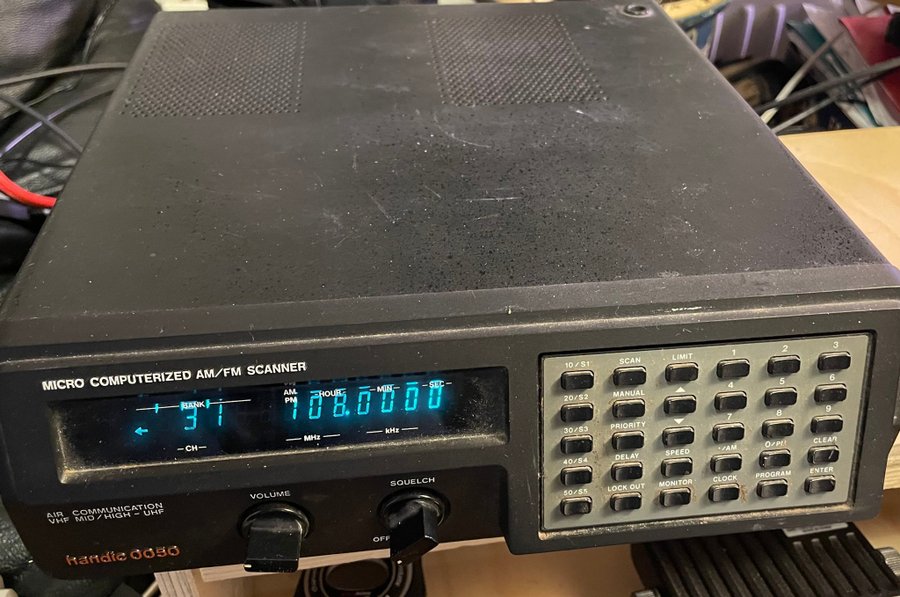 MICRO COMPUTERIZED AM/FM SCANNER
BANK
AM HOUR MIN SEC
PM
31 108.0000
CH MHz kHz
AIR COMMUNICATION
VHF MID/HIGH - UHF
VOLUME
SQUELCH
OFF
handic 0050
10/S1 SCAN LIMIT 1 2 3
20/S2 MANUAL ▲ 4 5 6
30/S3 PRIORITY ▼ 7 8 9
40/S4 DELAY SPEED ·/AM 0/PM CLEAR
50/S5 LOCK OUT MONITOR CLOCK PROGRAM ENTER